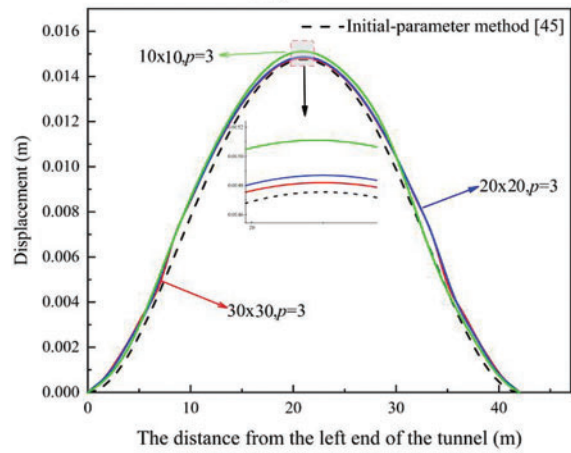 0.016
0.014
0.012
0.010
0.008
0.006
0.004
0.002
0.000
Displacement (m)
Initial-parameter method [45]
10x10,p=3
20x20,p=3
30x30,p=3
0 10 20 30 40
The distance from the left end of the tunnel (m)